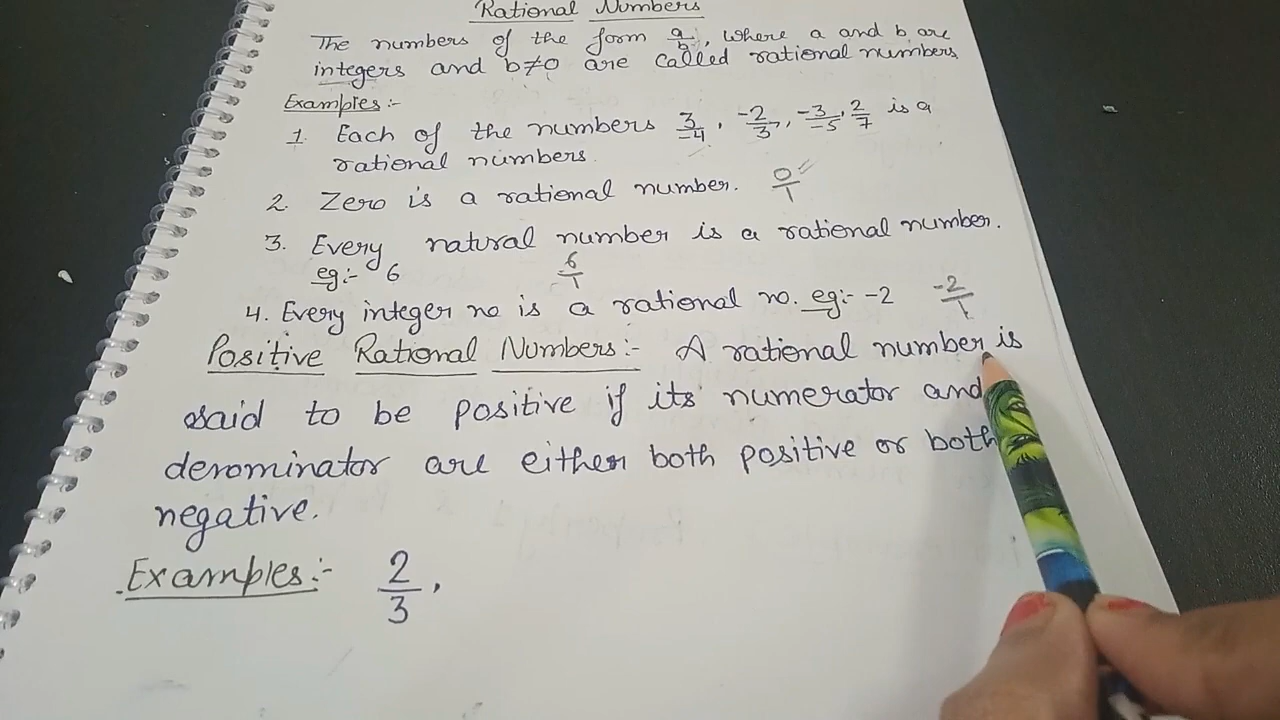 Rational Numbers
The numbers of the form a/b, where a and b are
integers and b≠0 are called rational numbers
Examples:-
1. Each of the numbers 3/-4, -2/3, -3/-5, 2/7 is a
rational numbers.
2. Zero is a rational number. 0/1
3. Every natural number is a rational number.
eg:- 6 6/1
4. Every integer no is a rational no. eg:- -2 -2/1
Positive Rational Numbers:- A rational number is
said to be positive if its numerator and
denominator are either both positive or both
negative.
Examples:- 2/3,